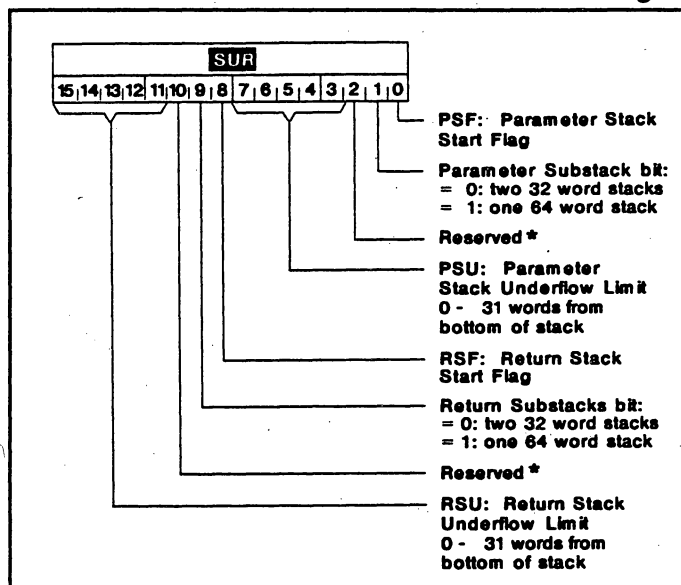 SUR
15 14 13 12 11 10 9 8 7 6 5 4 3 2 1 0
PSF: Parameter Stack
Start Flag
Parameter Substack bit:
= 0: two 32 word stacks
= 1: one 64 word stack
Reserved *
PSU: Parameter
Stack Underflow Limit
0 - 31 words from
bottom of stack
RSF: Return Stack
Start Flag
Return Substacks bit:
= 0: two 32 word stacks
= 1: one 64 word stack
Reserved *
RSU: Return Stack
Underflow Limit
0 - 31 words from
bottom of stack